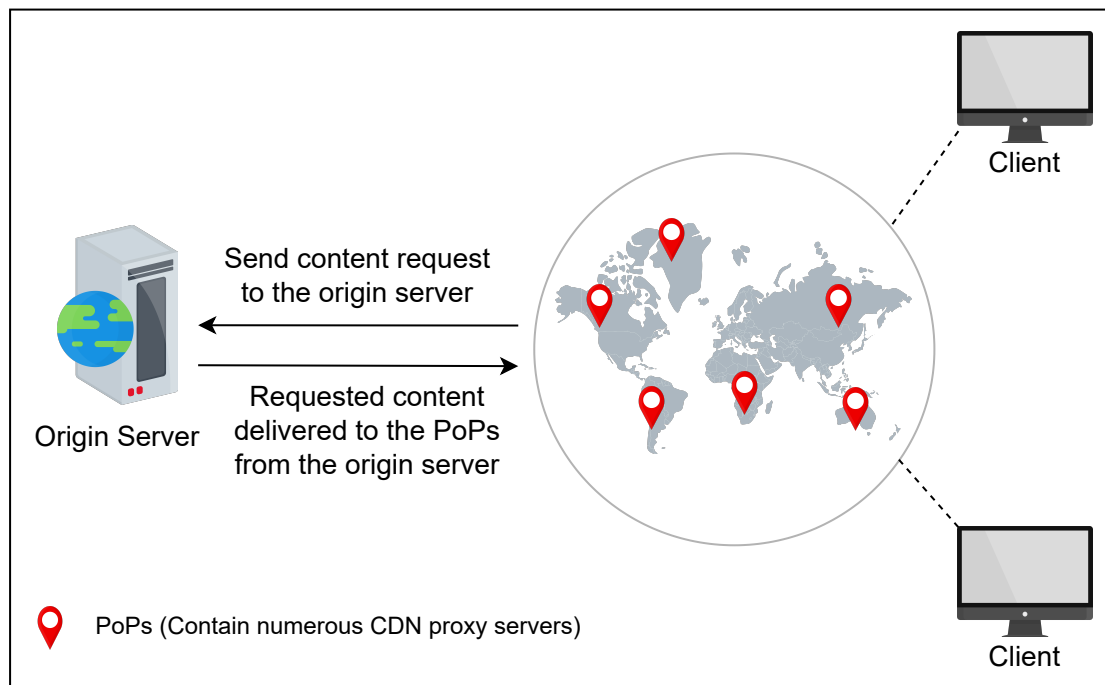 Client
Send content request
to the origin server
Requested content
delivered to the PoPs
from the origin server
Origin Server
PoPs (Contain numerous CDN proxy servers)
Client